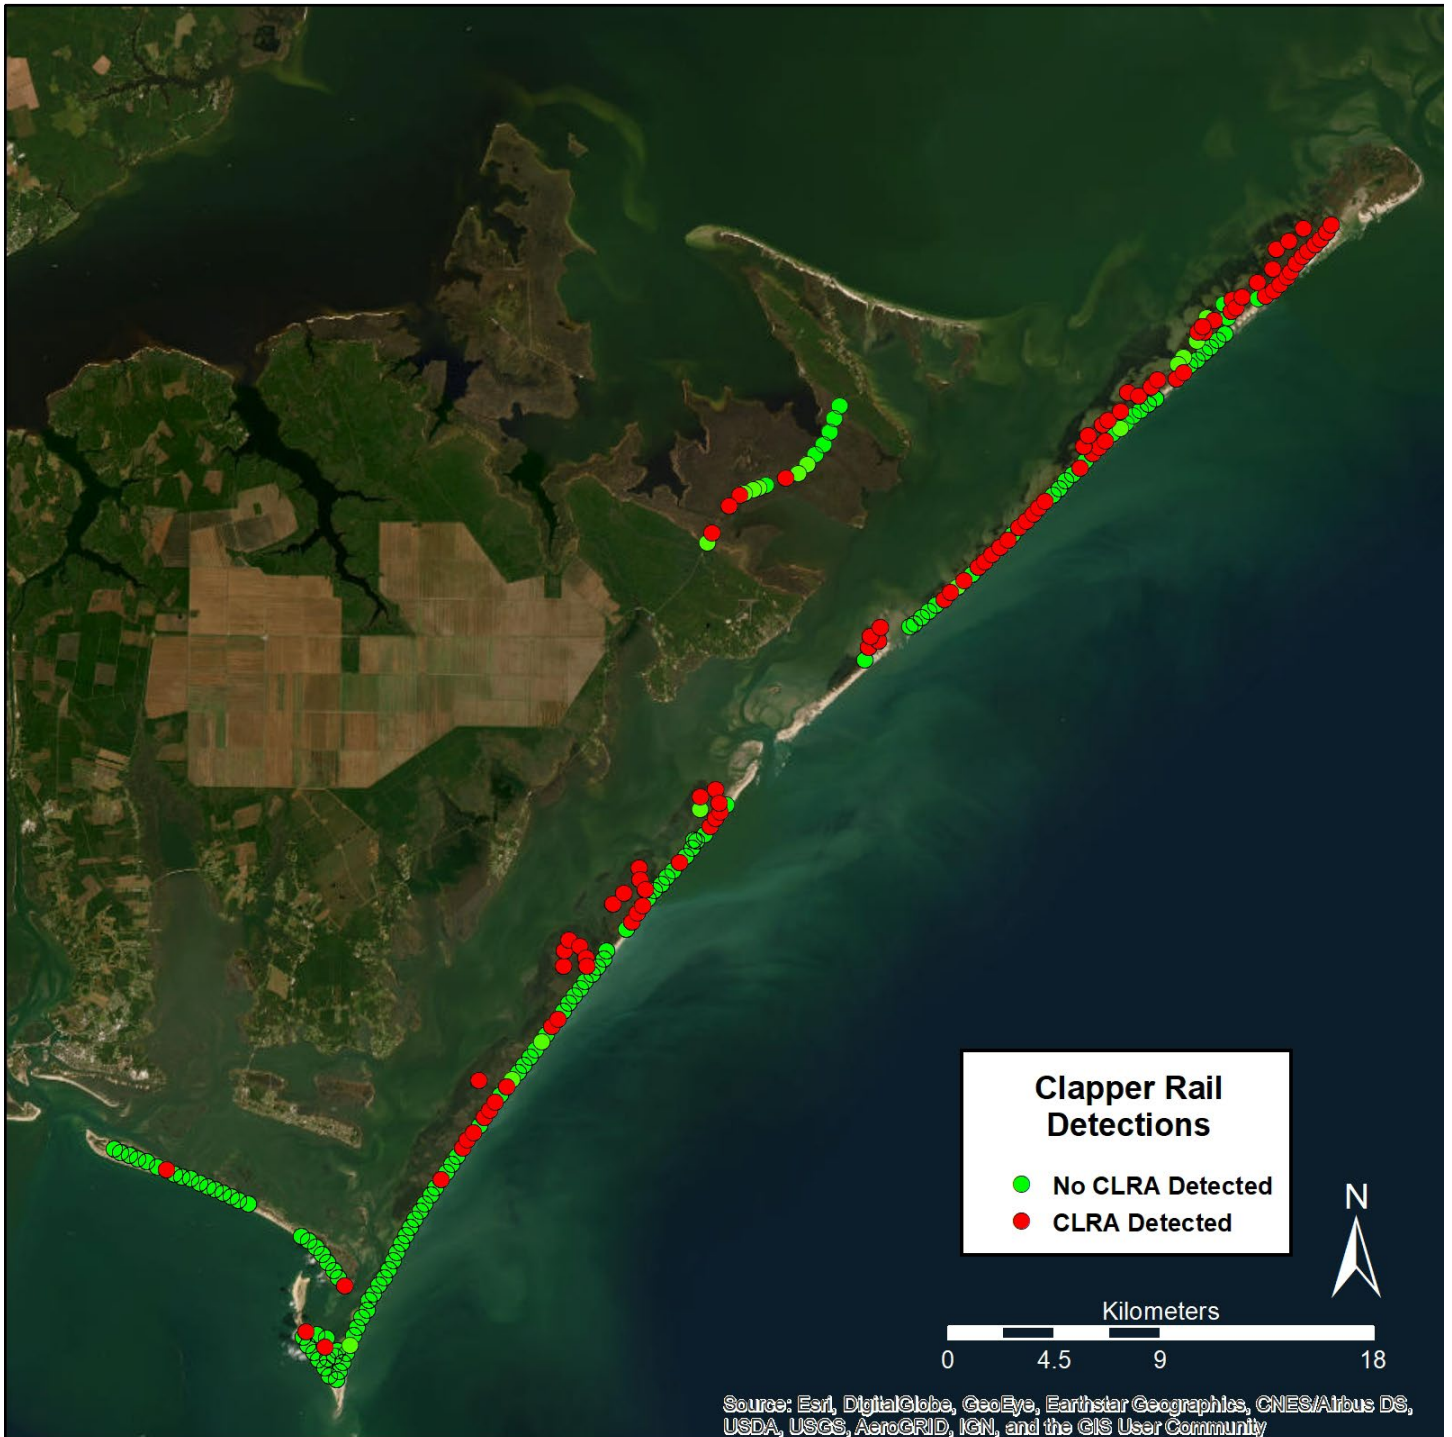 Clapper Rail
Detections
No CLRA Detected
CLRA Detected
N
Kilometers
0 4.5 9 18
Source: Esri, DigitalGlobe, GeoEye, Earthstar Geographics, CNES/Airbus DS,
USDA, USGS, AeroGRID, IGN, and the GIS User Community